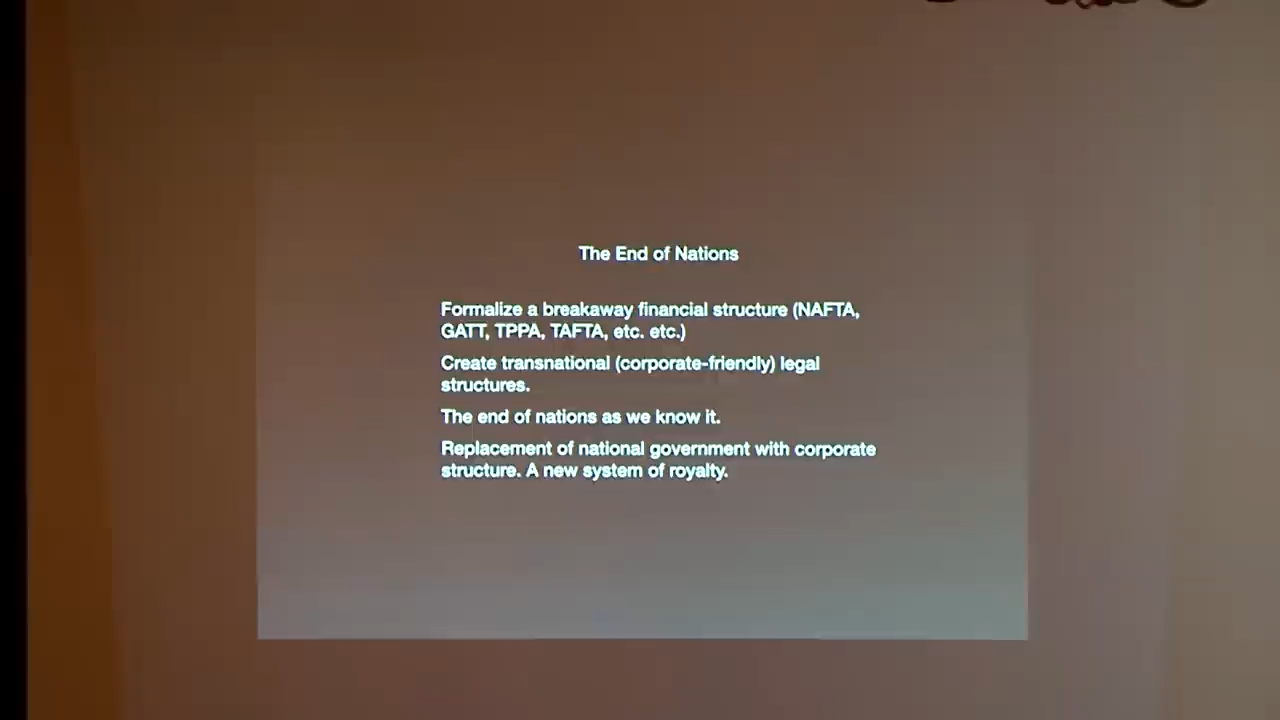 The End of Nations
Formalize a breakaway financial structure (NAFTA,
GATT, TPPA, TAFTA, etc. etc.)
Create transnational (corporate-friendly) legal
structures.
The end of nations as we know it.
Replacement of national government with corporate
structure. A new system of royalty.